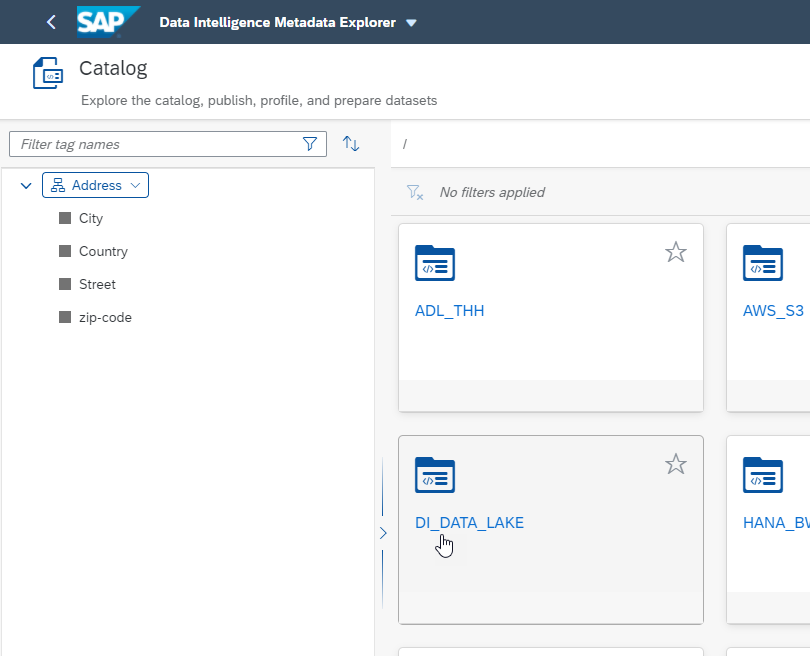 SAP Data Intelligence Metadata Explorer
Catalog
Explore the catalog, publish, profile, and prepare datasets
Filter tag names
/
Address
No filters applied
City
Country
Street
zip-code
ADL_THH
AWS_S3
DI_DATA_LAKE
HANA_BW